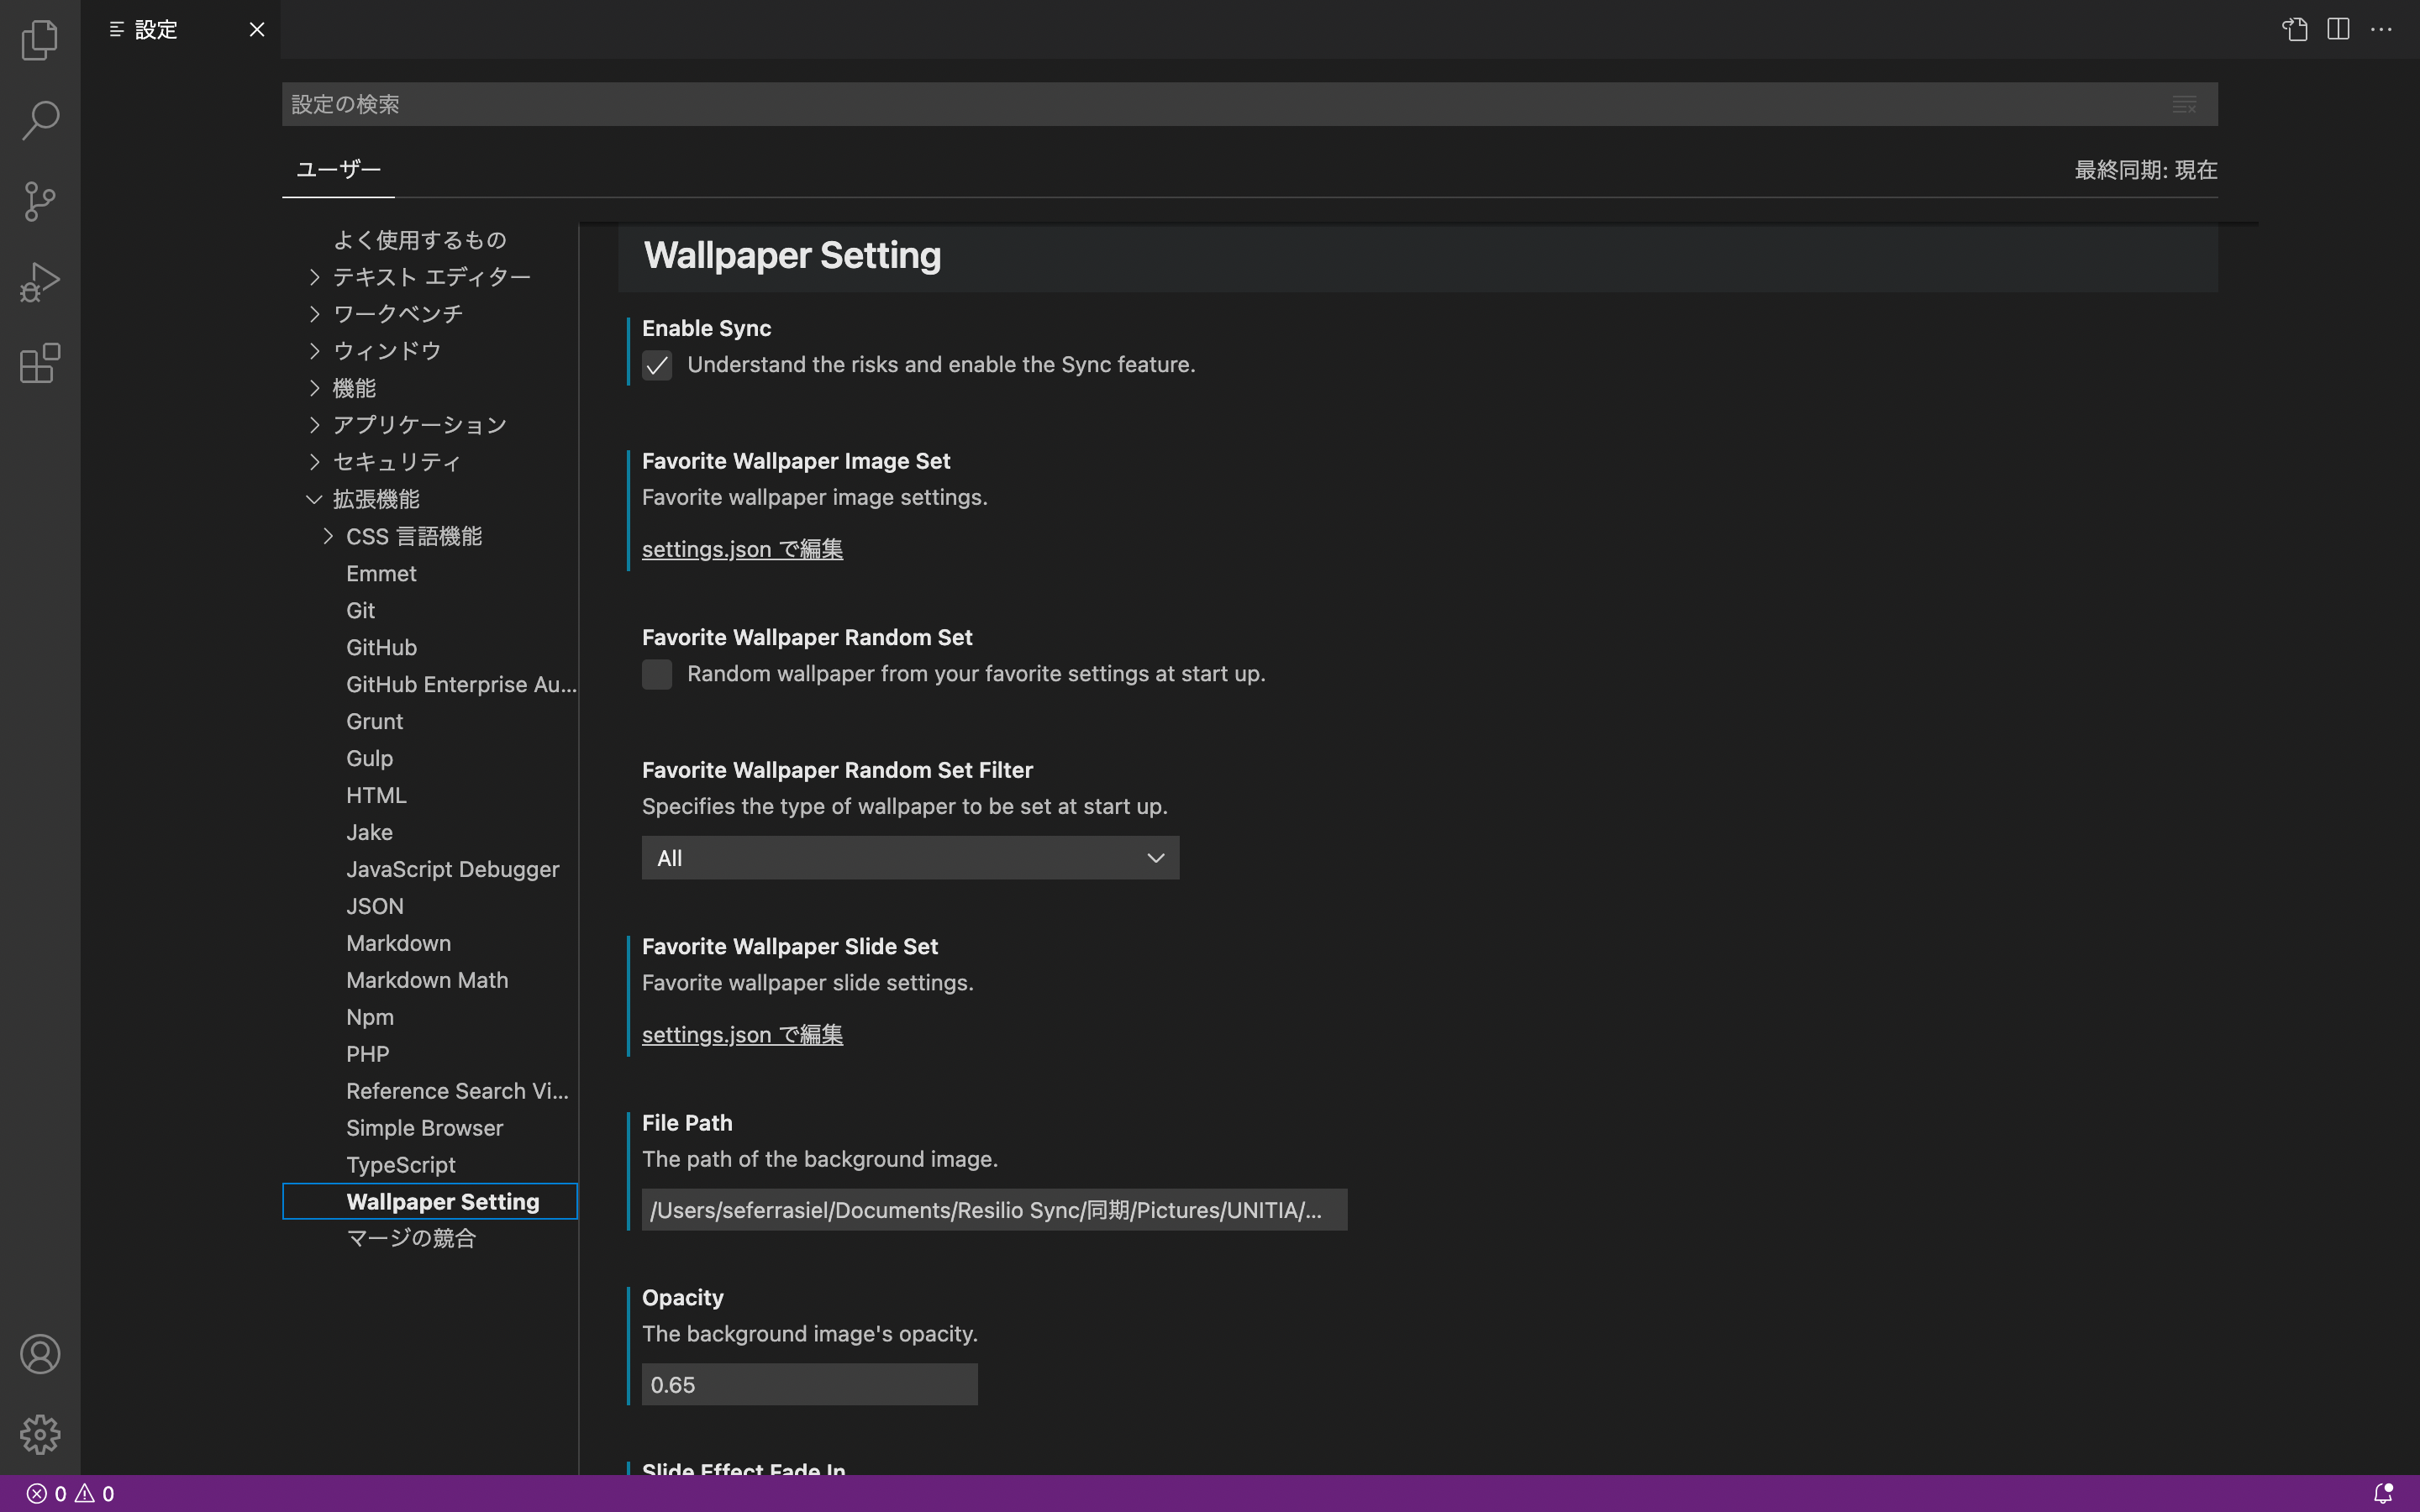 設定
設定の検索
ユーザー
最終同期: 現在
よく使用するもの
テキスト エディター
ワークベンチ
ウィンドウ
機能
アプリケーション
セキュリティ
拡張機能
CSS 言語機能
Emmet
Git
GitHub
GitHub Enterprise Au...
Grunt
Gulp
HTML
Jake
JavaScript Debugger
JSON
Markdown
Markdown Math
Npm
PHP
Reference Search Vi...
Simple Browser
TypeScript
Wallpaper Setting
マージの競合
Wallpaper Setting
Enable Sync
Understand the risks and enable the Sync feature.
Favorite Wallpaper Image Set
Favorite wallpaper image settings.
settings.json で編集
Favorite Wallpaper Random Set
Random wallpaper from your favorite settings at start up.
Favorite Wallpaper Random Set Filter
Specifies the type of wallpaper to be set at start up.
All
Favorite Wallpaper Slide Set
Favorite wallpaper slide settings.
settings.json で編集
File Path
The path of the background image.
/Users/seferrasiel/Documents/Resilio Sync/同期/Pictures/UNITIA/...
Opacity
The background image's opacity.
0.65
Slide Effect Fade In
0 0